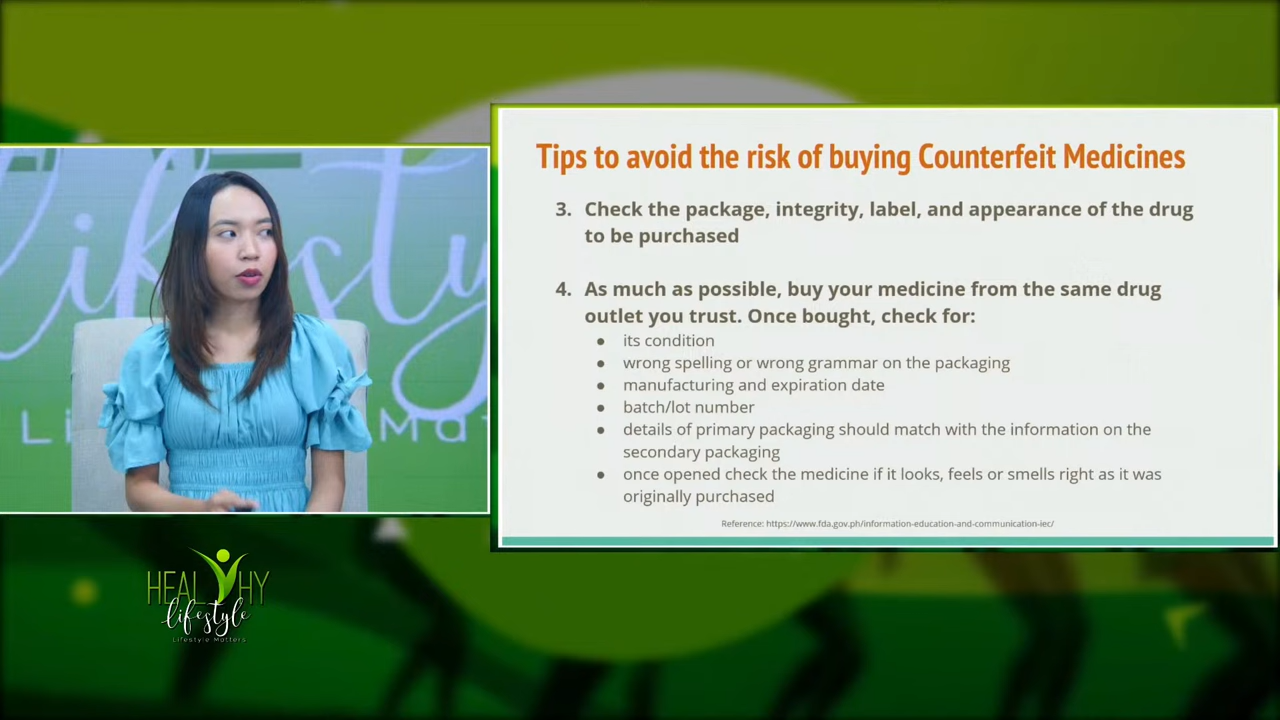 Tips to avoid the risk of buying Counterfeit Medicines
3. Check the package, integrity, label, and appearance of the drug
to be purchased
4. As much as possible, buy your medicine from the same drug
outlet you trust. Once bought, check for:
● its condition
● wrong spelling or wrong grammar on the packaging
● manufacturing and expiration date
● batch/lot number
● details of primary packaging should match with the information on the
secondary packaging
● once opened check the medicine if it looks, feels or smells right as it was
originally purchased
Reference: https://www.fda.gov.ph/information-education-and-communication-iec/
HEALTHY
lifestyle
Lifestyle Matters